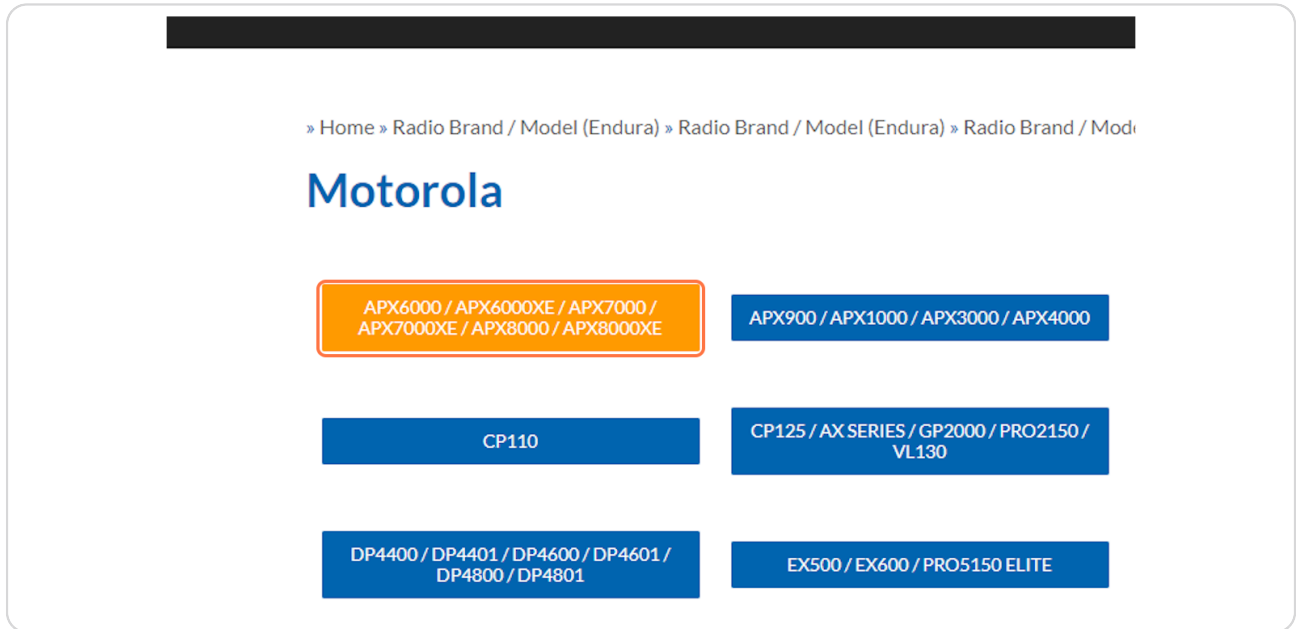 » Home » Radio Brand / Model (Endura) » Radio Brand / Model (Endura) » Radio Brand /
Motorola
APX6000 / APX6000XE / APX7000 /
APX7000XE / APX8000 / APX8000XE
APX900 / APX1000 / APX3000 / APX4000
CP110
CP125 / AX SERIES / GP2000 / PRO2150 /
VL130
DP4400 / DP4401 / DP4600 / DP4601 /
DP4800 / DP4801
EX500 / EX600 / PRO5150 ELITE